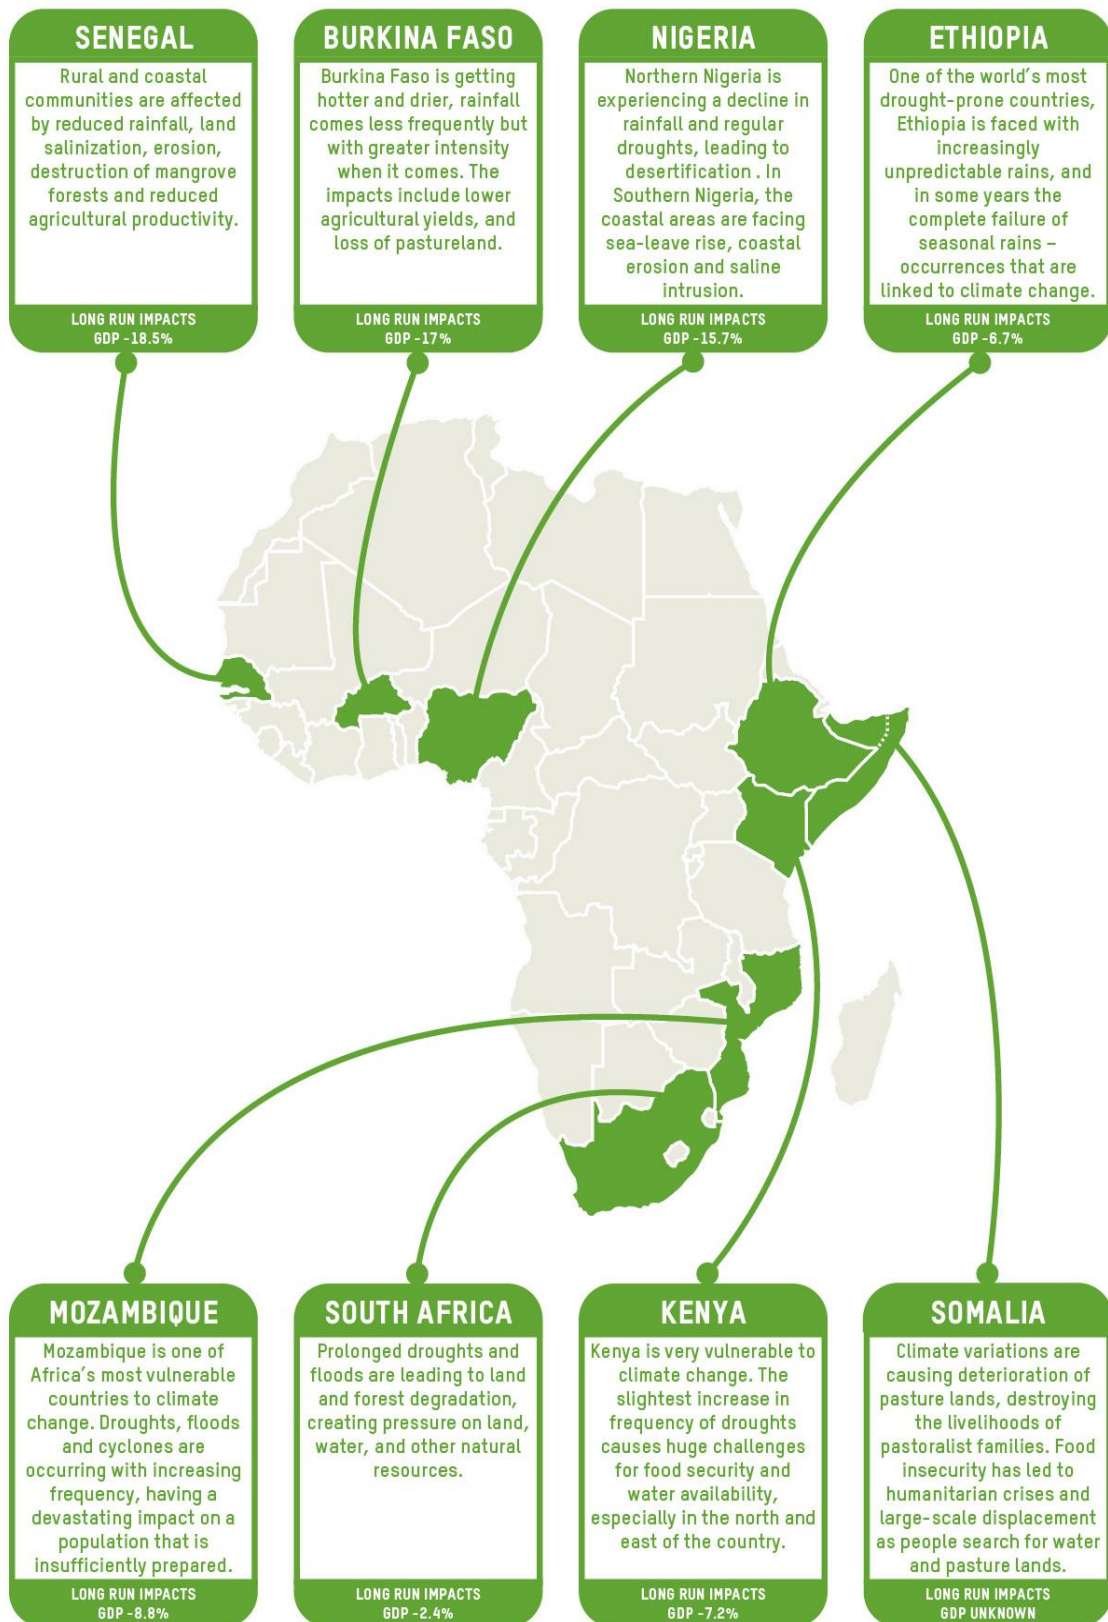 SENEGAL
Rural and coastal
communities are affected
by reduced rainfall, land
salinization, erosion,
destruction of mangrove
forests and reduced
agricultural productivity.
LONG RUN IMPACTS
GDP -18.5%
BURKINA FASO
Burkina Faso is getting
hotter and drier, rainfall
comes less frequently but
with greater intensity
when it comes. The
impacts include lower
agricultural yields, and
loss of pastureland.
LONG RUN IMPACTS
GDP -17%
NIGERIA
Northern Nigeria is
experiencing a decline in
rainfall and regular
droughts, leading to
desertification . In
Southern Nigeria, the
coastal areas are facing
sea-leave rise, coastal
erosion and saline
intrusion.
LONG RUN IMPACTS
GDP -15.7%
ETHIOPIA
One of the world's most
drought-prone countries,
Ethiopia is faced with
increasingly
unpredictable rains, and
in some years the
complete failure of
seasonal rains –
occurrences that are
linked to climate change.
LONG RUN IMPACTS
GDP -6.7%
MOZAMBIQUE
Mozambique is one of
Africa's most vulnerable
countries to climate
change. Droughts, floods
and cyclones are
occurring with increasing
frequency, having a
devastating impact on a
population that is
insufficiently prepared.
LONG RUN IMPACTS
GDP -8.8%
SOUTH AFRICA
Prolonged droughts and
floods are leading to land
and forest degradation,
creating pressure on land,
water, and other natural
resources.
LONG RUN IMPACTS
GDP -2.4%
KENYA
Kenya is very vulnerable to
climate change. The
slightest increase in
frequency of droughts
causes huge challenges
for food security and
water availability,
especially in the north and
east of the country.
LONG RUN IMPACTS
GDP -7.2%
SOMALIA
Climate variations are
causing deterioration of
pasture lands, destroying
the livelihoods of
pastoralist families. Food
insecurity has led to
humanitarian crises and
large-scale displacement
as people search for water
and pasture lands.
LONG RUN IMPACTS
GDP UNKNOWN